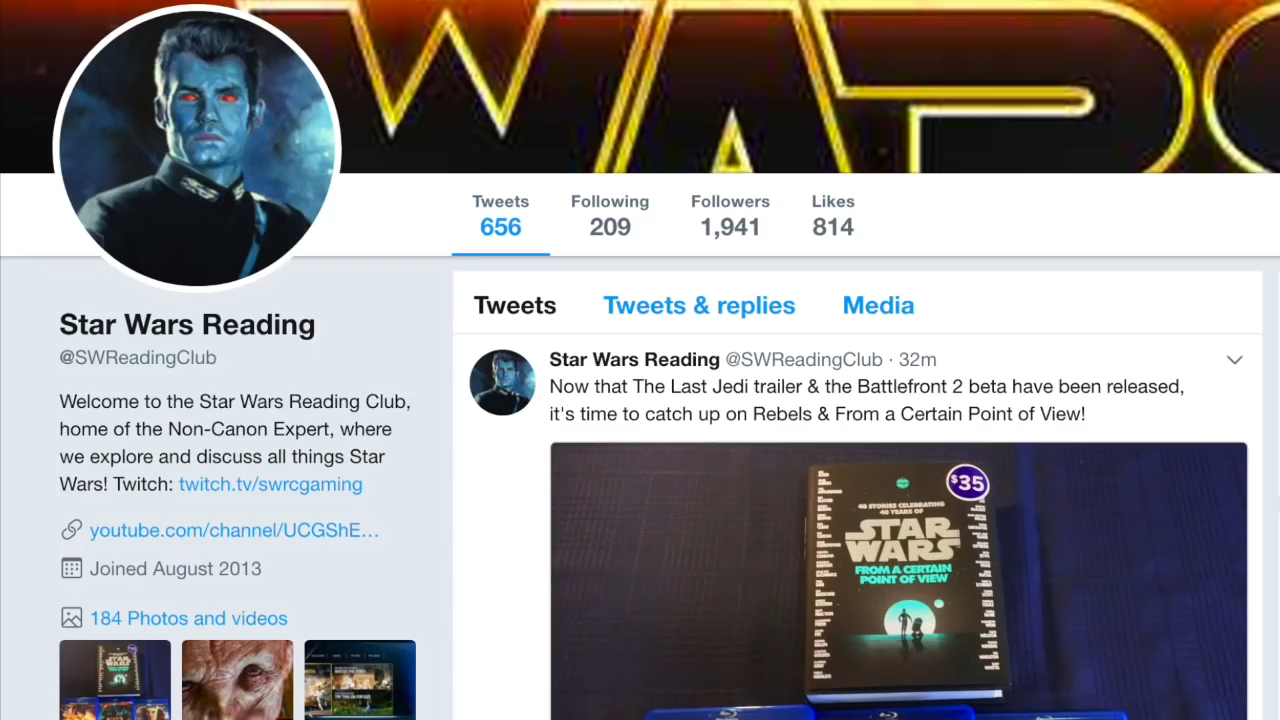 WARS
Tweets
656
Following
209
Followers
1,941
Likes
814
Star Wars Reading
@SWReadingClub
Welcome to the Star Wars Reading Club,
home of the Non-Canon Expert, where
we explore and discuss all things Star
Wars! Twitch: twitch.tv/swrcgaming
youtube.com/channel/UCGShE…
Joined August 2013
184 Photos and videos
Tweets Tweets & replies Media
Star Wars Reading @SWReadingClub · 32m
Now that The Last Jedi trailer & the Battlefront 2 beta have been released,
it's time to catch up on Rebels & From a Certain Point of View!
$35
40 STORIES CELEBRATING
40 YEARS OF
STAR
WARS
FROM A CERTAIN
POINT OF VIEW
STAR
WARS